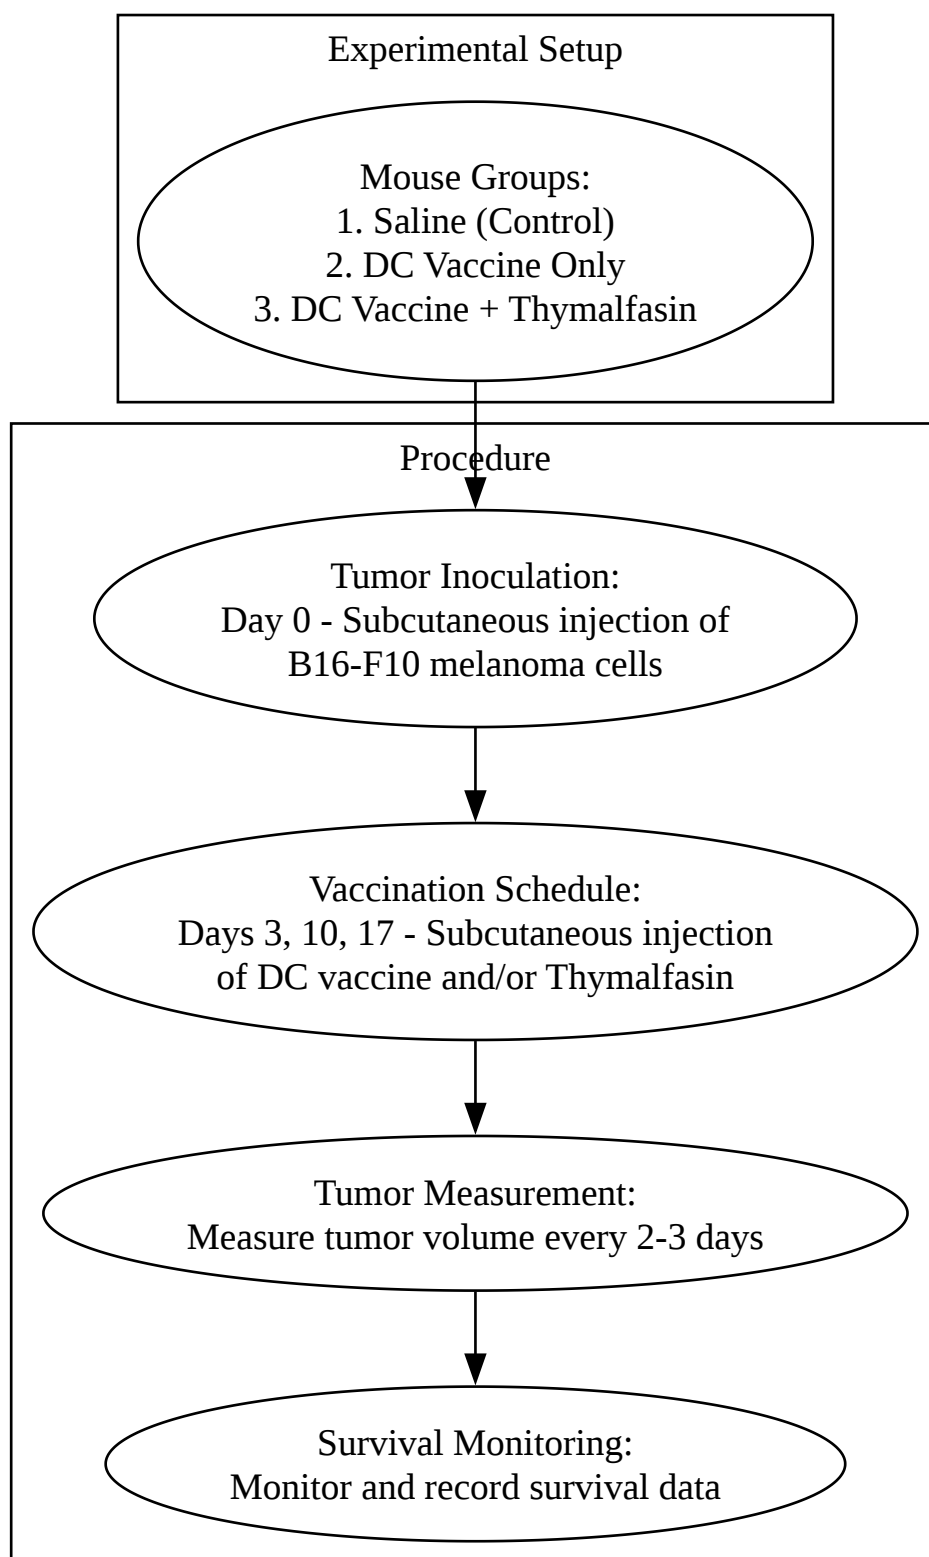 Experimental Setup
Mouse Groups:
1. Saline (Control)
2. DC Vaccine Only
3. DC Vaccine + Thymalfasin
Procedure
Tumor Inoculation:
Day 0 - Subcutaneous injection of
B16-F10 melanoma cells
Vaccination Schedule:
Days 3, 10, 17 - Subcutaneous injection
of DC vaccine and/or Thymalfasin
Tumor Measurement:
Measure tumor volume every 2-3 days
Survival Monitoring:
Monitor and record survival data